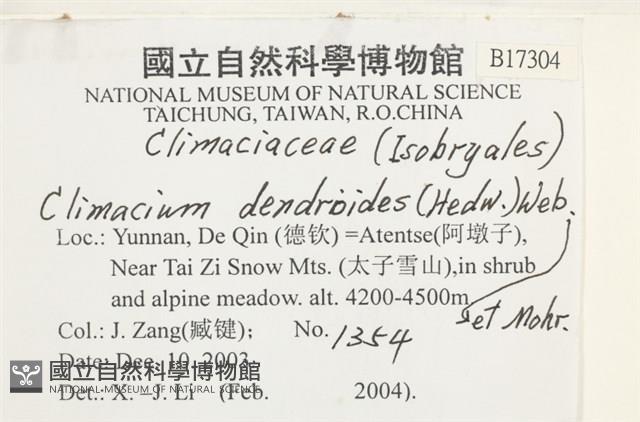 國立自然科學博物館
B17304
NATIONAL MUSEUM OF NATURAL SCIENCE
TAICHUNG, TAIWAN, R.O.CHINA
Climaciaceae (Isobryales)
Climacium dendroides (Hedw.) Web.
et Mohr.
Loc.: Yunnan, De Qin (德钦) =Atentse(阿墩子),
Near Tai Zi Snow Mts. (太子雪山),in shrub
and alpine meadow. alt. 4200-4500m
Col.: J. Zang(臧键); No. 1354
Date: Dec. 10, 2003
國立自然科學博物館
NATIONAL MUSEUM OF NATURAL SCIENCE
Det.: X. –J. Li (Feb. 2004).